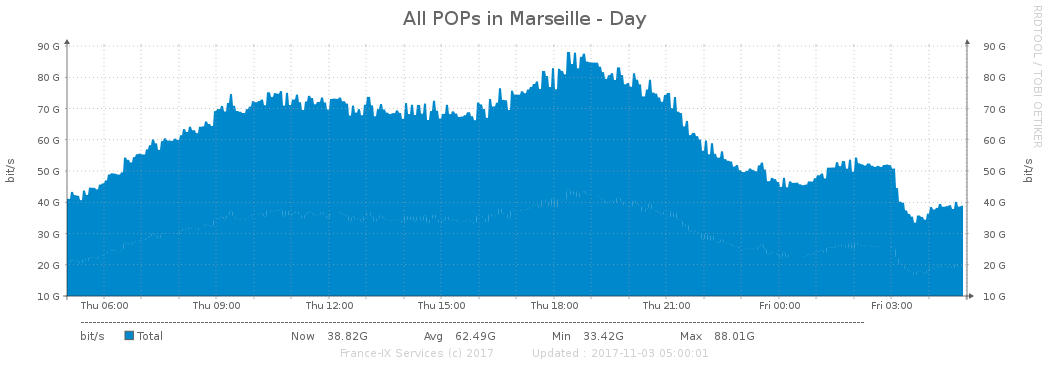 All POPs in Marseille - Day
RRDTOOL / TOBI OETIKER
bit/s
90 G 90 G
80 G 80 G
70 G 70 G
60 G 60 G
50 G 50 G
40 G 40 G
30 G 30 G
20 G 20 G
10 G 10 G
bit/s
Thu 06:00 Thu 09:00 Thu 12:00 Thu 15:00 Thu 18:00 Thu 21:00 Fri 00:00 Fri 03:00
bit/s Total Now 38.82G Avg 62.49G Min 33.42G Max 88.01G
France-IX Services (c) 2017 Updated : 2017-11-03 05:00:01